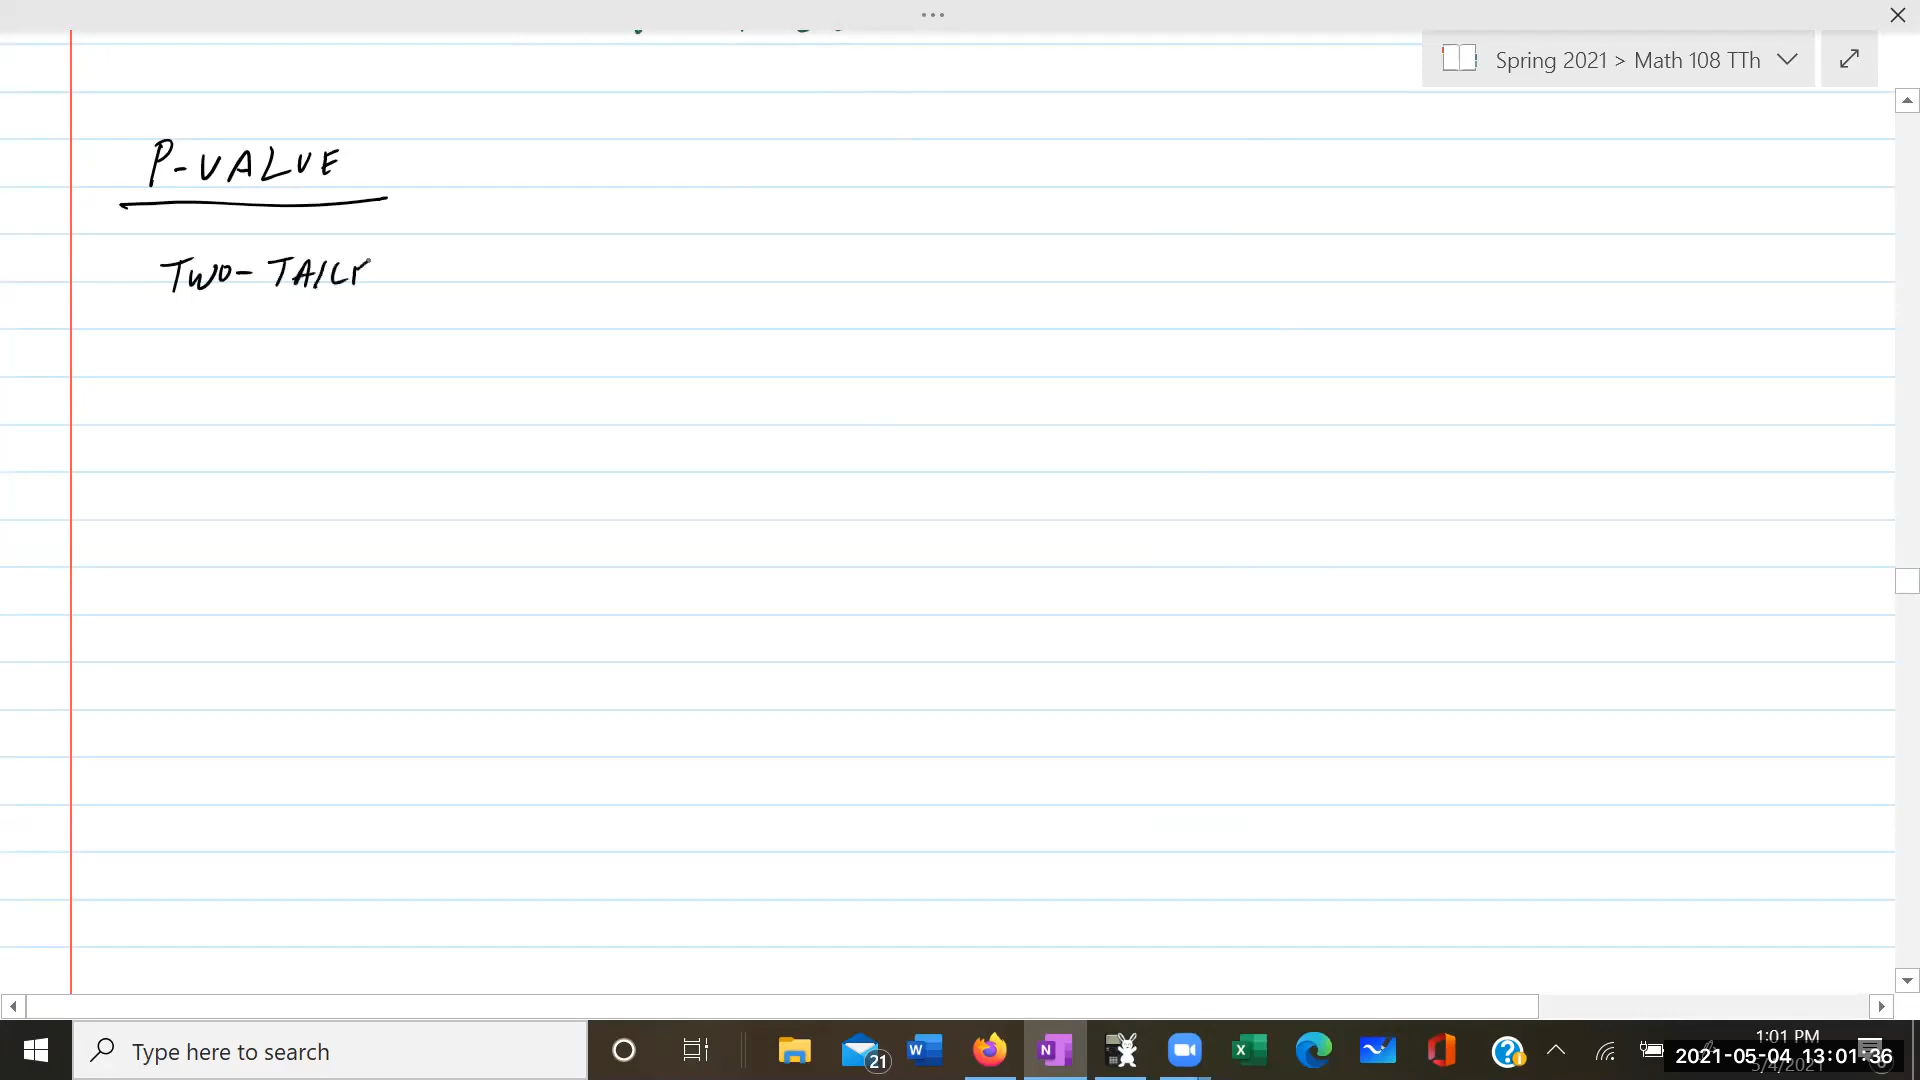 Spring 2021 > Math 108 TTh
P-VALUE
TWO-TAIL
Type here to search
21
1:01 PM
2021-05-04 13:01:36